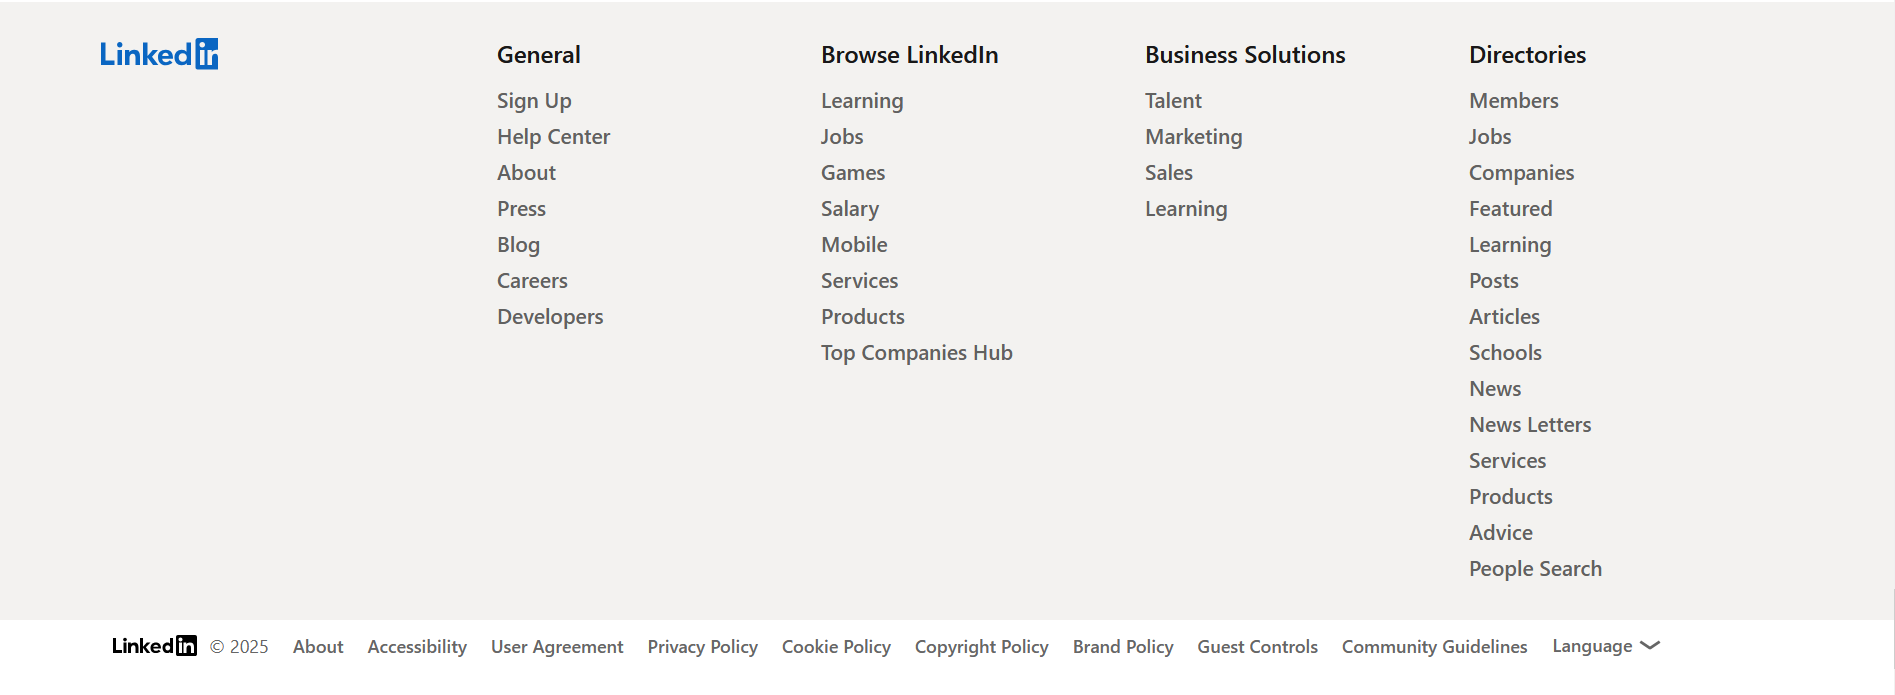 LinkedIn
General
Sign Up
Help Center
About
Press
Blog
Careers
Developers
Browse LinkedIn
Learning
Jobs
Games
Salary
Mobile
Services
Products
Top Companies Hub
Business Solutions
Talent
Marketing
Sales
Learning
Directories
Members
Jobs
Companies
Featured
Learning
Posts
Articles
Schools
News
News Letters
Services
Products
Advice
People Search
LinkedIn © 2025 About Accessibility User Agreement Privacy Policy Cookie Policy Copyright Policy Brand Policy Guest Controls Community Guidelines Language